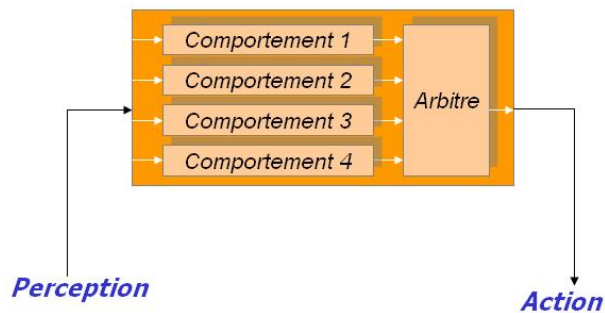 Comportement 1
Comportement 2
Comportement 3
Comportement 4
Arbitre
Perception
Action